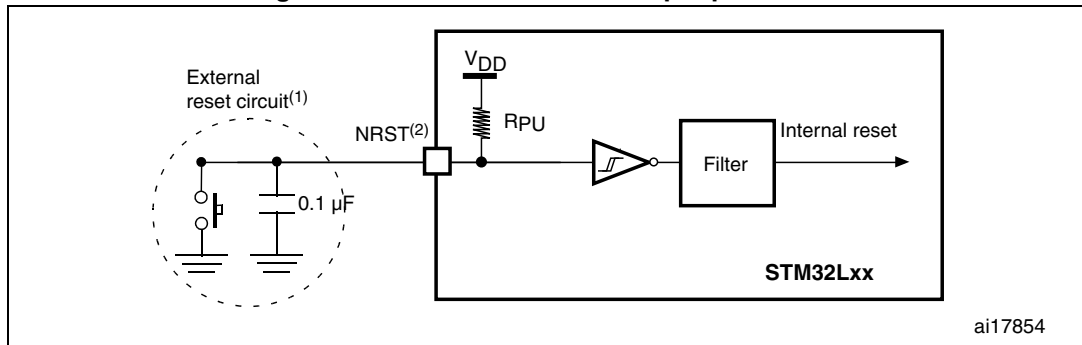 External
reset circuit(1)
NRST(2)
VDD
RPU
0.1 µF
Filter
Internal reset
STM32Lxx
ai17854